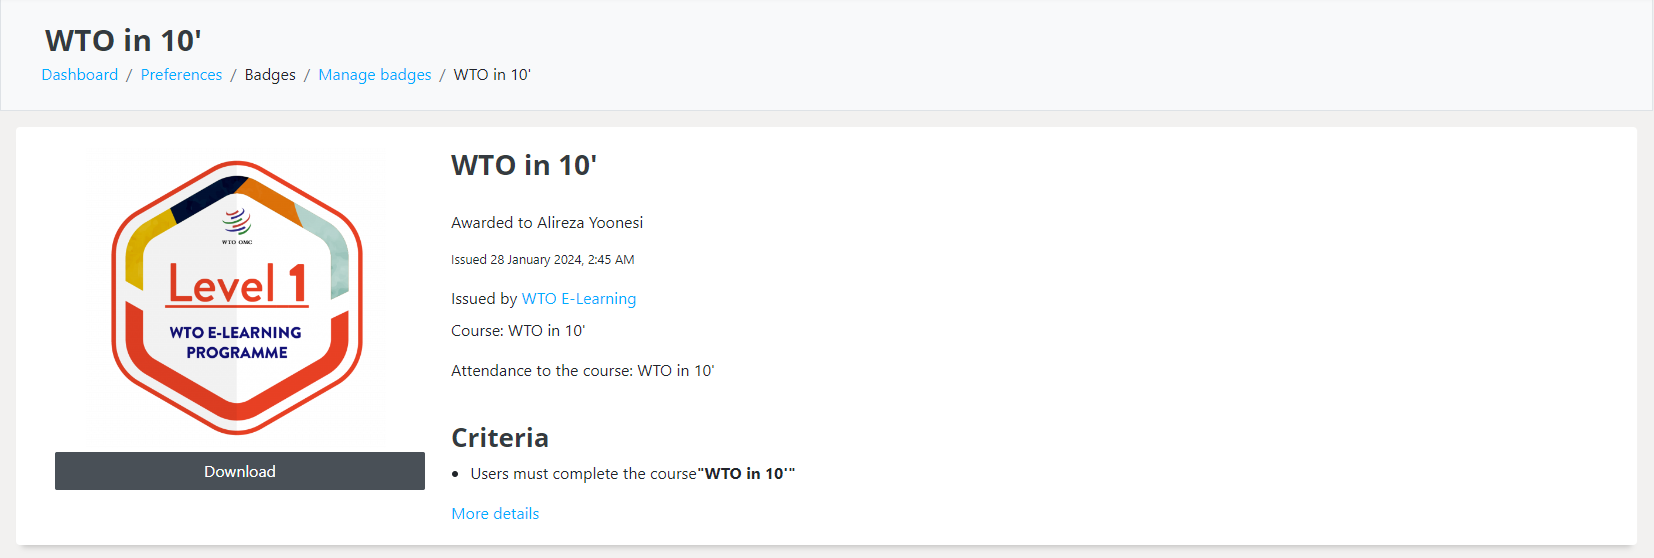 WTO in 10'
Dashboard / Preferences / Badges / Manage badges / WTO in 10'
WTO OMC
Level 1
WTO E-LEARNING
PROGRAMME
Download
WTO in 10'
Awarded to Alireza Yoonesi
Issued 28 January 2024, 2:45 AM
Issued by WTO E-Learning
Course: WTO in 10'
Attendance to the course: WTO in 10'
Criteria
• Users must complete the course"WTO in 10'"
More details